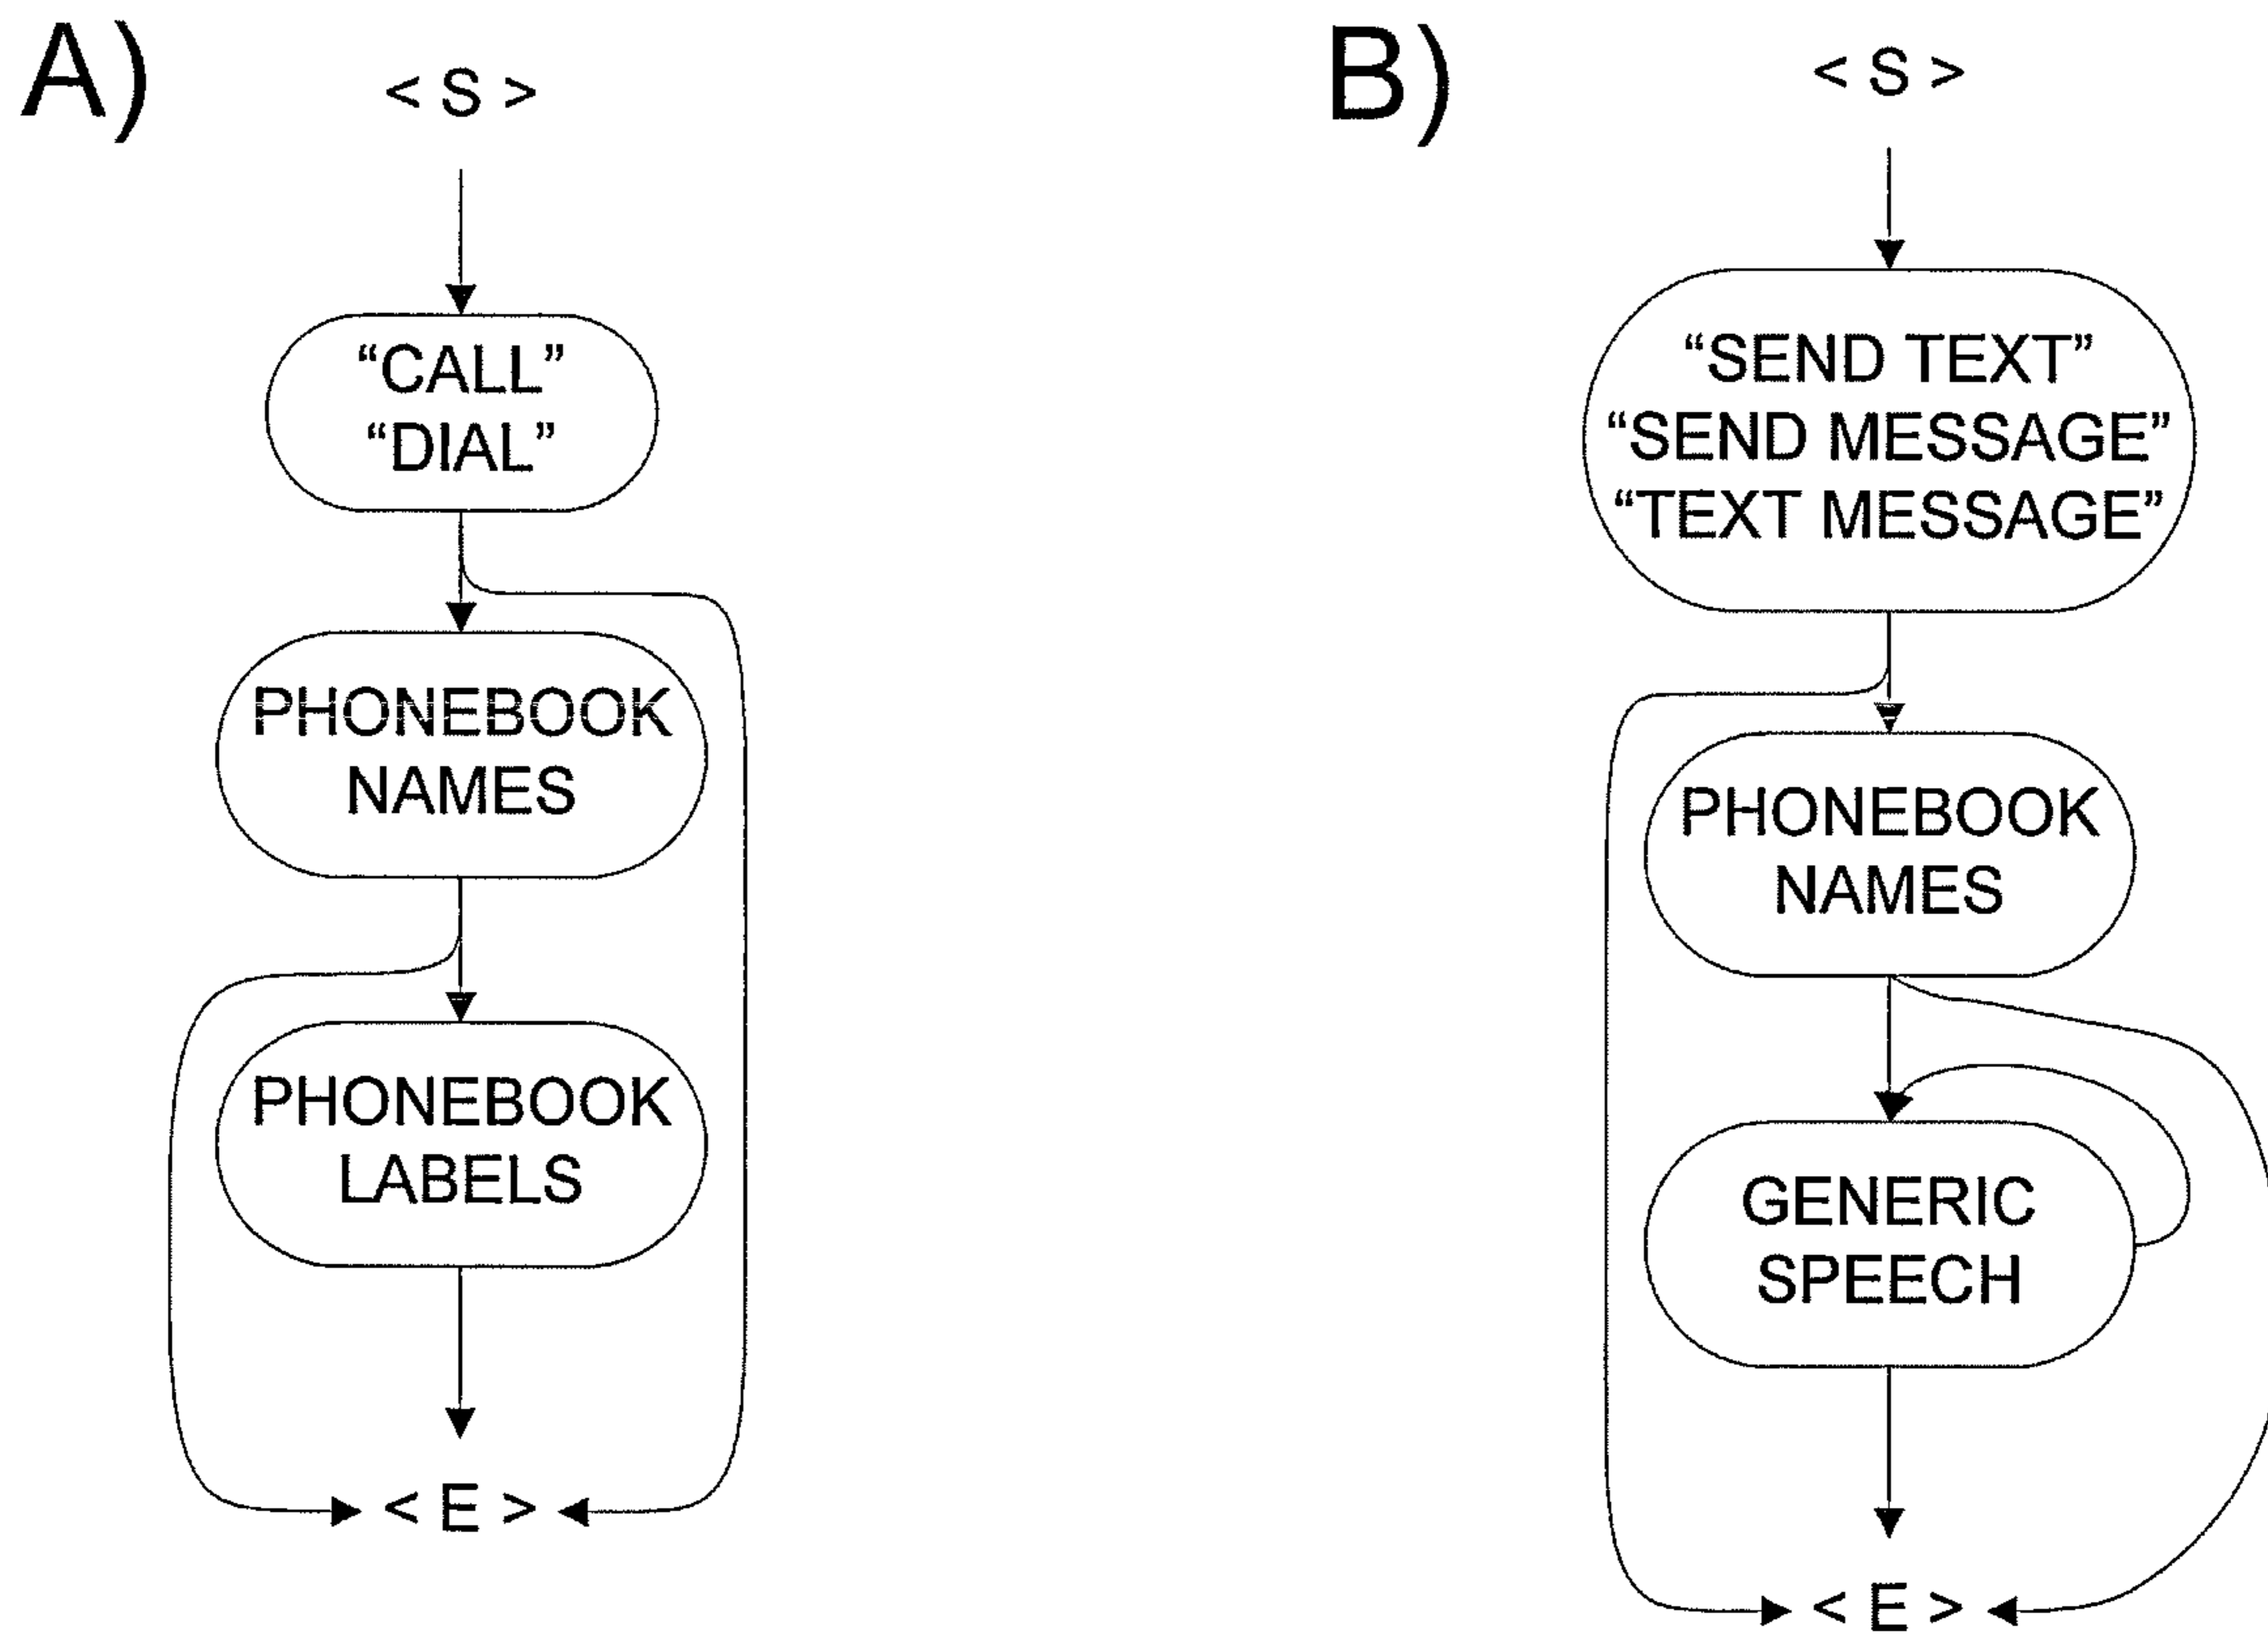 A)
< S >
“CALL”
“DIAL”
PHONEBOOK
NAMES
PHONEBOOK
LABELS
< E >
B)
< S >
“SEND TEXT”
“SEND MESSAGE”
“TEXT MESSAGE”
PHONEBOOK
NAMES
GENERIC
SPEECH
< E >